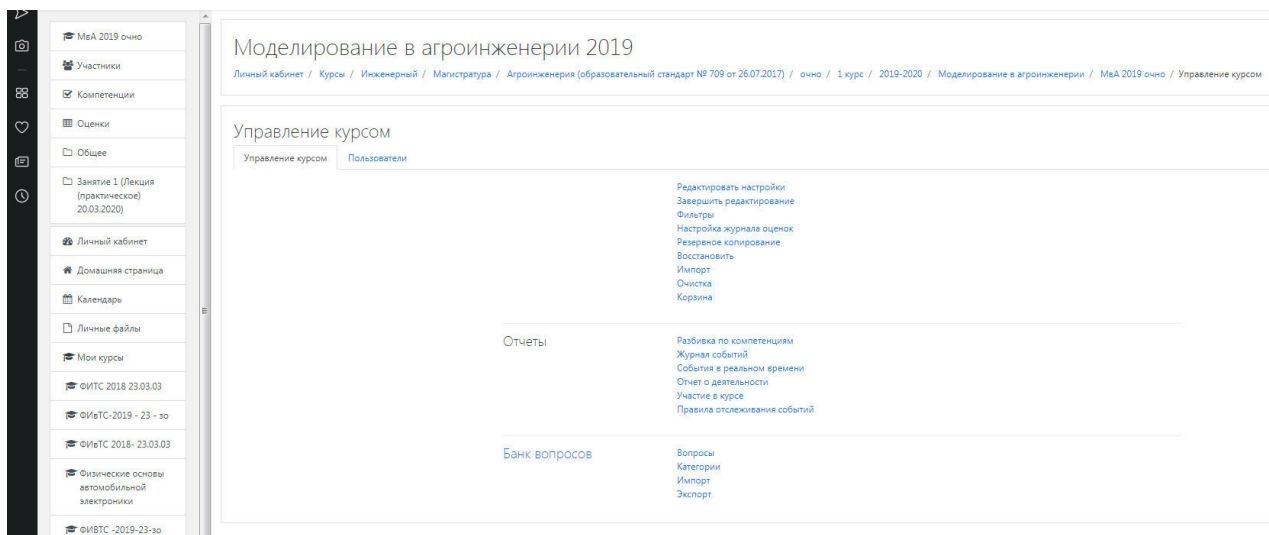 МвА 2019 очно
Участники
Компетенции
Оценки
Общее
Занятие 1 (Лекция
(практическое)
20.03.2020)
Личный кабинет
Домашняя страница
Календарь
Личные файлы
Мои курсы
ФИТС 2018 23.03.03
ФИвТС-2019 - 23 - зо
ФИвТС 2018- 23.03.03
Физические основы
автомобильной
электроники
ФИВТС -2019-23-зо
Моделирование в агроинженерии 2019
Личный кабинет / Курсы / Инженерный / Магистратура / Агроинженерия (образовательный стандарт № 709 от 26.07.2017) / очно / 1 курс / 2019-2020 / Моделирование в агроинженерии / МвА 2019 очно / Управление курсом
Управление курсом
Управление курсом Пользователи
Редактировать настройки
Завершить редактирование
Фильтры
Настройка журнала оценок
Резервное копирование
Восстановить
Импорт
Очистка
Корзина
Отчеты
Разбивка по компетенциям
Журнал событий
События в реальном времени
Отчет о деятельности
Участие в курсе
Правила отслеживания событий
Банк вопросов
Вопросы
Категории
Импорт
Экспорт